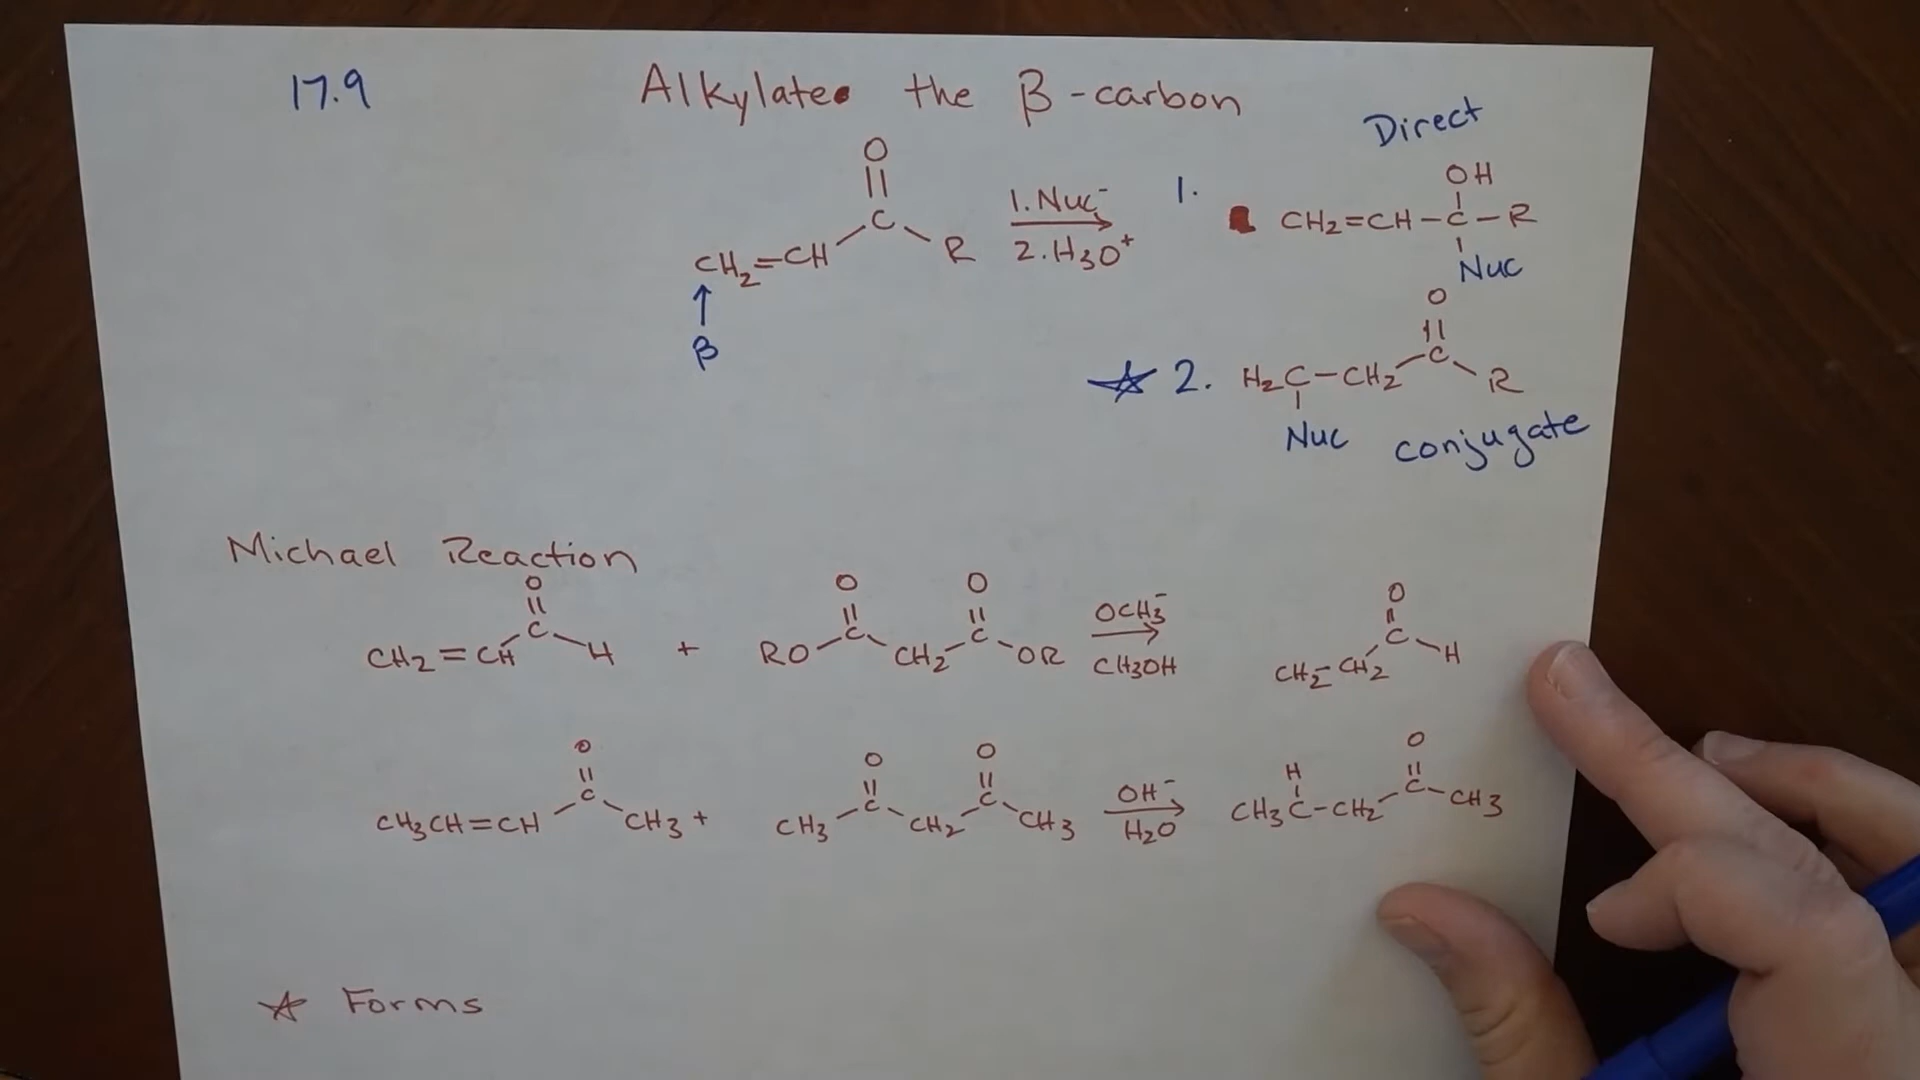 17.9
Alkylate the β-carbon
Direct
O
||
C
CH₂=CH
R
↑
β
1. Nuc⁻
2. H₃O⁺
1.
OH
CH₂=CH-C-R
Nuc
☆ 2.
O
||
H₂C-CH₂
C
R
Nuc
conjugate
Michael Reaction
O
||
C
CH₂=CH
H
+
O O
|| ||
C C
RO CH₂ OR
OCH₃⁻
CH₃OH
O
||
C
CH₂-CH₂
H
O
||
C
CH₃CH=CH
CH₃ +
O O
|| ||
C C
CH₃ CH₂ CH₃
OH⁻
H₂O
O
||
H
C-CH₃
CH₃C-CH₂
☆ Forms